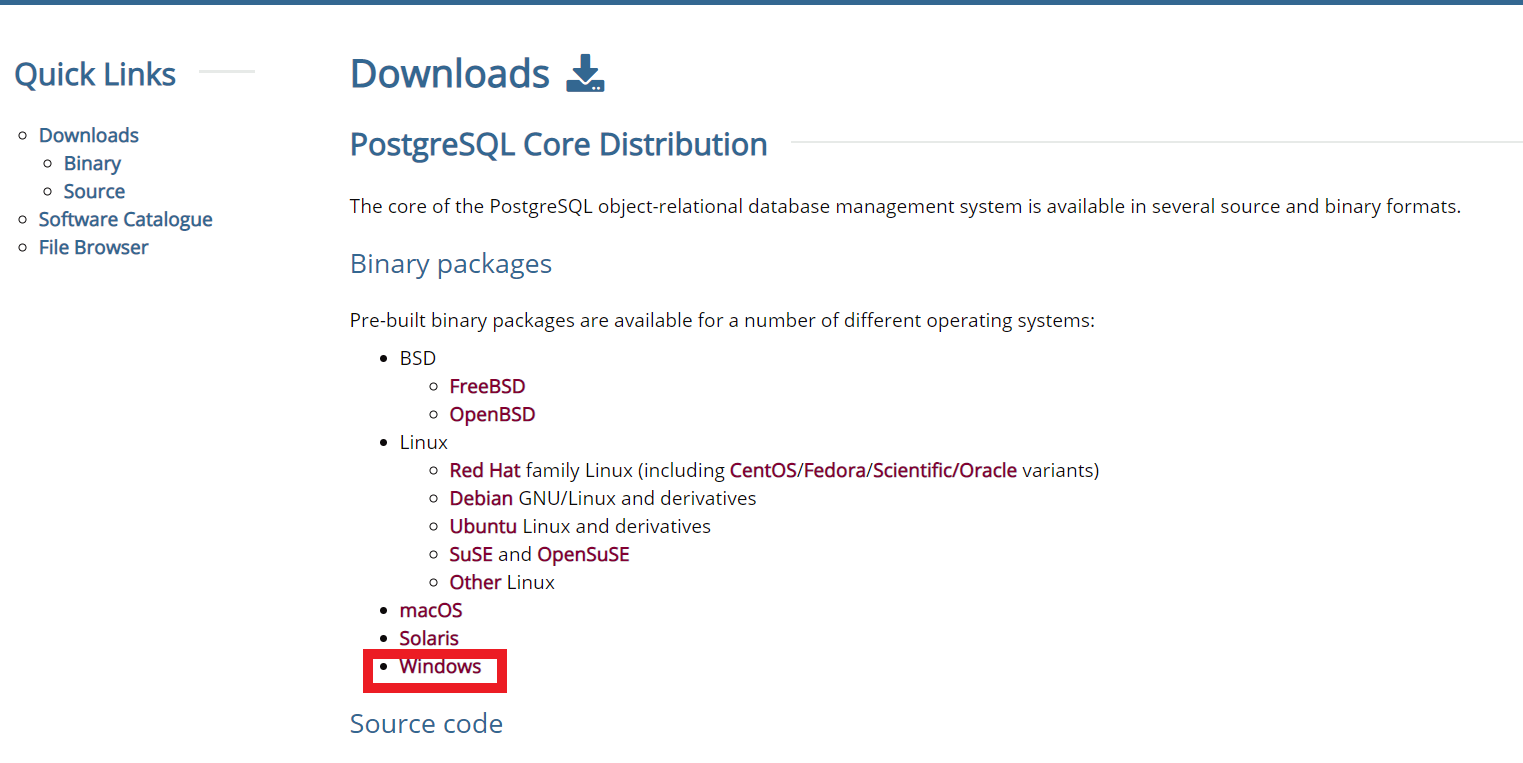 Quick Links
Downloads
Binary
Source
Software Catalogue
File Browser
Downloads
PostgreSQL Core Distribution
The core of the PostgreSQL object-relational database management system is available in several source and binary formats.
Binary packages
Pre-built binary packages are available for a number of different operating systems:
BSD
FreeBSD
OpenBSD
Linux
Red Hat family Linux (including CentOS/Fedora/Scientific/Oracle variants)
Debian GNU/Linux and derivatives
Ubuntu Linux and derivatives
SuSE and OpenSuSE
Other Linux
macOS
Solaris
Windows
Source code